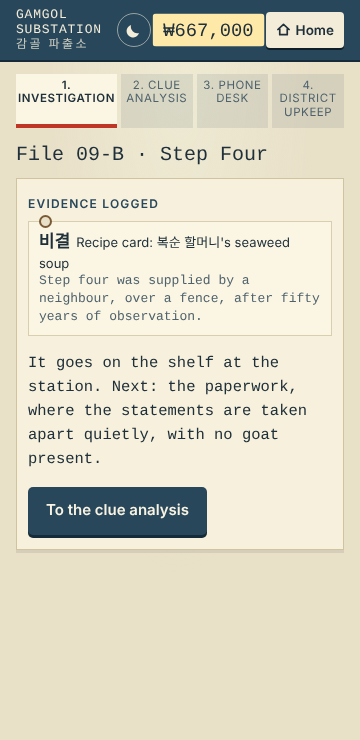 GAMGOL
SUBSTATION
감골 파출소
₩667,000
Home
1.
INVESTIGATION
2. CLUE
ANALYSIS
3. PHONE
DESK
4.
DISTRICT
UPKEEP
File 09-B · Step Four
EVIDENCE LOGGED
비결 Recipe card: 복순 할머니's seaweed
soup
Step four was supplied by a
neighbour, over a fence, after fifty
years of observation.
It goes on the shelf at the
station. Next: the paperwork,
where the statements are taken
apart quietly, with no goat
present.
To the clue analysis